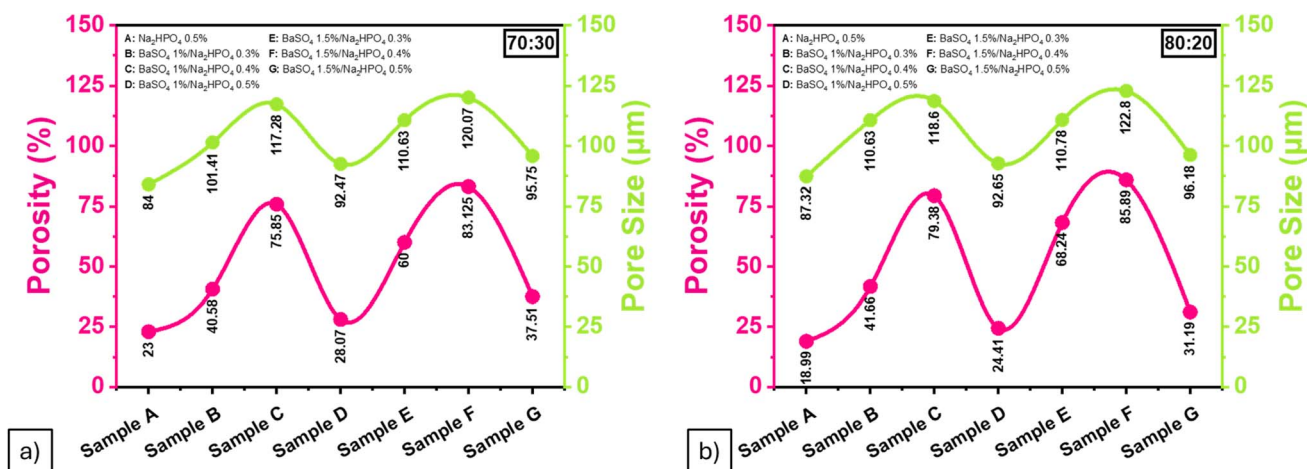 150
125
100
75
50
25
0
Porosity (%)
A: Na₂HPO₄ 0.5%
B: BaSO₄ 1%/Na₂HPO₄ 0.3%
C: BaSO₄ 1%/Na₂HPO₄ 0.4%
D: BaSO₄ 1%/Na₂HPO₄ 0.5%
E: BaSO₄ 1.5%/Na₂HPO₄ 0.3%
F: BaSO₄ 1.5%/Na₂HPO₄ 0.4%
G: BaSO₄ 1.5%/Na₂HPO₄ 0.5%
70:30
84
101.41
117.28
92.47
110.63
120.07
95.75
23
40.58
75.85
28.07
60
83.125
37.51
150
125
100
75
50
25
0
Pore Size (μm)
Sample A
Sample B
Sample C
Sample D
Sample E
Sample F
Sample G
a)
150
125
100
75
50
25
0
Porosity (%)
A: Na₂HPO₄ 0.5%
B: BaSO₄ 1%/Na₂HPO₄ 0.3%
C: BaSO₄ 1%/Na₂HPO₄ 0.4%
D: BaSO₄ 1%/Na₂HPO₄ 0.5%
E: BaSO₄ 1.5%/Na₂HPO₄ 0.3%
F: BaSO₄ 1.5%/Na₂HPO₄ 0.4%
G: BaSO₄ 1.5%/Na₂HPO₄ 0.5%
80:20
87.32
110.63
118.6
92.65
110.78
122.8
96.18
18.99
41.66
79.38
24.41
68.24
85.89
31.19
150
125
100
75
50
25
0
Pore Size (μm)
Sample A
Sample B
Sample C
Sample D
Sample E
Sample F
Sample G
b)